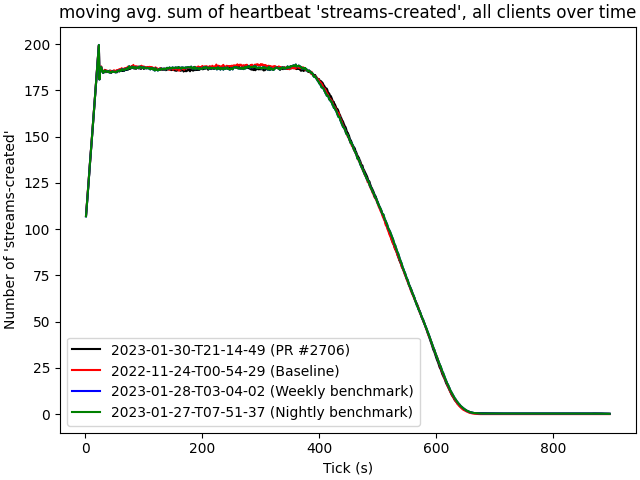 moving avg. sum of heartbeat 'streams-created', all clients over time
Number of 'streams-created'
200
175
150
125
100
75
50
25
0
2023-01-30-T21-14-49 (PR #2706)
2022-11-24-T00-54-29 (Baseline)
2023-01-28-T03-04-02 (Weekly benchmark)
2023-01-27-T07-51-37 (Nightly benchmark)
0 200 400 600 800
Tick (s)